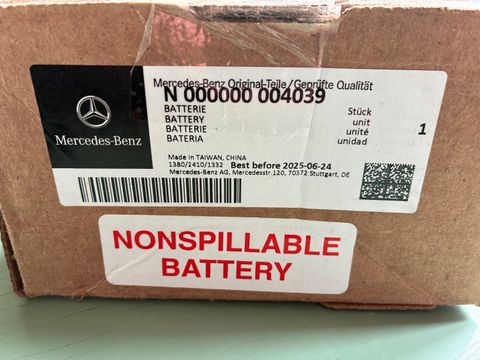 Mercedes-Benz Original-Teile/Geprüfte Qualität
N 000000 004039
BATTERIE Stück
BATTERY unit
BATTERIE unité 1
BATERIA unidad
Mercedes-Benz
Made in TAIWAN, CHINA
1380/2410/1332 Best before 2025-06-24
Mercedes-Benz AG, Mercedesstr.120, 70372 Stuttgart, DE
NONSPILLABLE
BATTERY